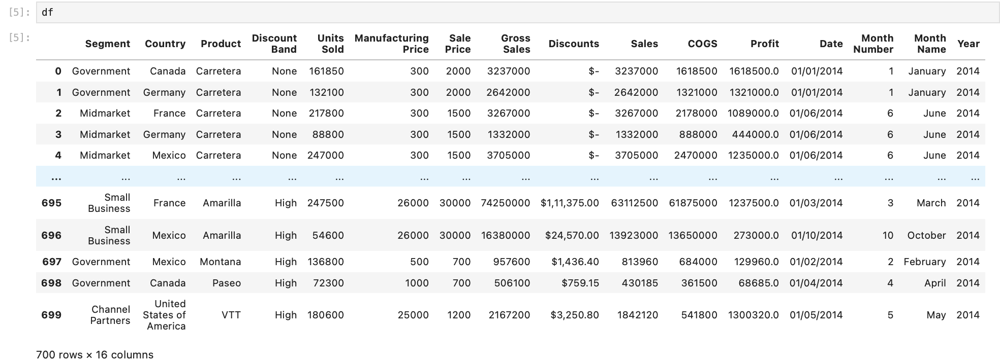 [5]: df
[5]:
Segment Country Product Discount Band Units Sold Manufacturing Price Sale Price Gross Sales Discounts Sales COGS Profit Date Month Number Month Name Year
0 Government Canada Carretera None 161850 300 2000 3237000 $- 3237000 1618500 1618500.0 01/01/2014 1 January 2014
1 Government Germany Carretera None 132100 300 2000 2642000 $- 2642000 1321000 1321000.0 01/01/2014 1 January 2014
2 Midmarket France Carretera None 217800 300 1500 3267000 $- 3267000 2178000 1089000.0 01/06/2014 6 June 2014
3 Midmarket Germany Carretera None 88800 300 1500 1332000 $- 1332000 888000 444000.0 01/06/2014 6 June 2014
4 Midmarket Mexico Carretera None 247000 300 1500 3705000 $- 3705000 2470000 1235000.0 01/06/2014 6 June 2014
... ... ... ... ... ... ... ... ... ... ... ... ... ... ... ... ...
695 Small Business France Amarilla High 247500 26000 30000 74250000 $1,11,375.00 63112500 61875000 1237500.0 01/03/2014 3 March 2014
696 Small Business Mexico Amarilla High 54600 26000 30000 16380000 $24,570.00 13923000 13650000 273000.0 01/10/2014 10 October 2014
697 Government Mexico Montana High 136800 500 700 957600 $1,436.40 813960 684000 129960.0 01/02/2014 2 February 2014
698 Government Canada Paseo High 72300 1000 700 506100 $759.15 430185 361500 68685.0 01/04/2014 4 April 2014
699 Channel Partners United States of America VTT High 180600 25000 1200 2167200 $3,250.80 1842120 541800 1300320.0 01/05/2014 5 May 2014
700 rows × 16 columns